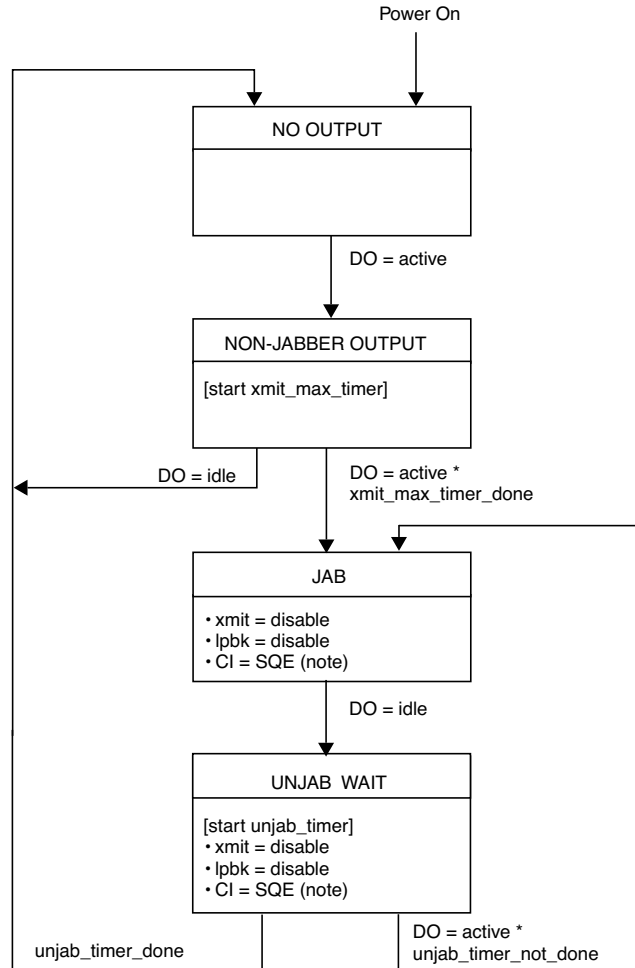 Power On
NO OUTPUT
DO = active
NON-JABBER OUTPUT
[start xmit_max_timer]
DO = idle
DO = active *
xmit_max_timer_done
JAB
• xmit = disable
• lpbk = disable
• CI = SQE (note)
DO = idle
UNJAB WAIT
[start unjab_timer]
• xmit = disable
• lpbk = disable
• CI = SQE (note)
unjab_timer_done
DO = active *
unjab_timer_not_done